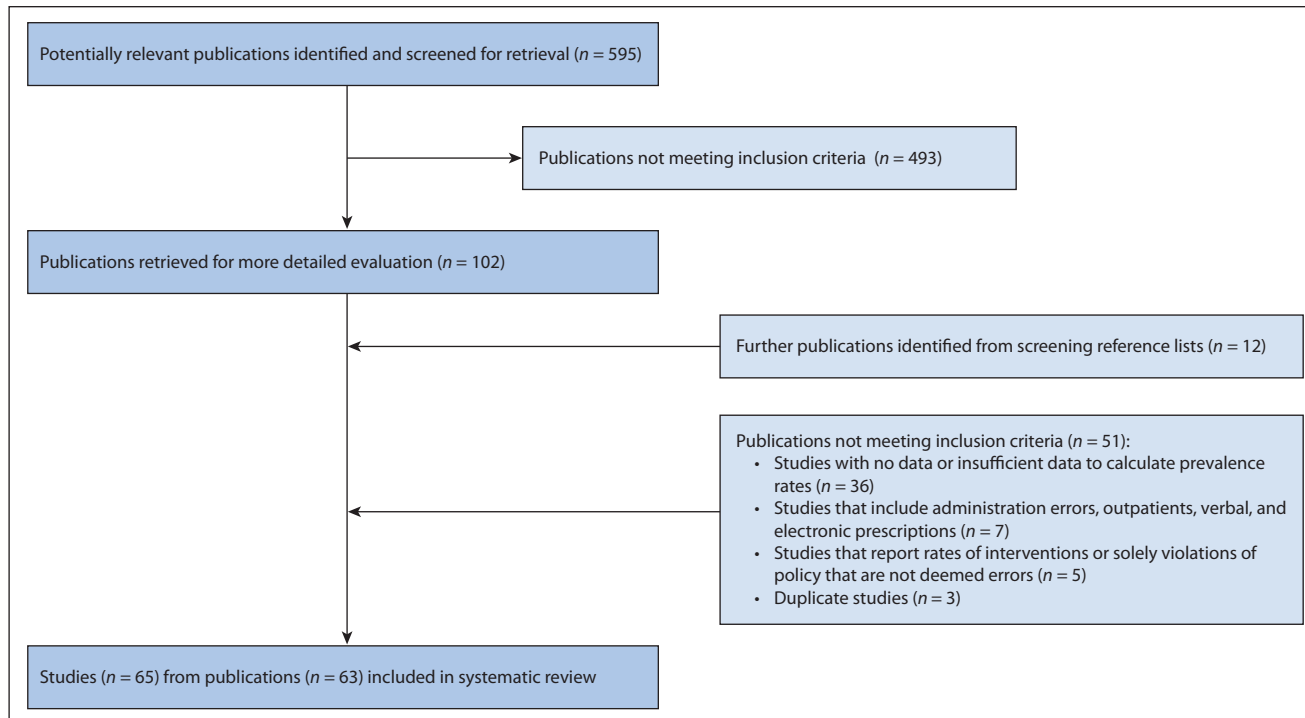 Potentially relevant publications identified and screened for retrieval (n = 595)
Publications not meeting inclusion criteria (n = 493)
Publications retrieved for more detailed evaluation (n = 102)
Further publications identified from screening reference lists (n = 12)
Publications not meeting inclusion criteria (n = 51):
• Studies with no data or insufficient data to calculate prevalence
rates (n = 36)
• Studies that include administration errors, outpatients, verbal, and
electronic prescriptions (n = 7)
• Studies that report rates of interventions or solely violations of
policy that are not deemed errors (n = 5)
• Duplicate studies (n = 3)
Studies (n = 65) from publications (n = 63) included in systematic review